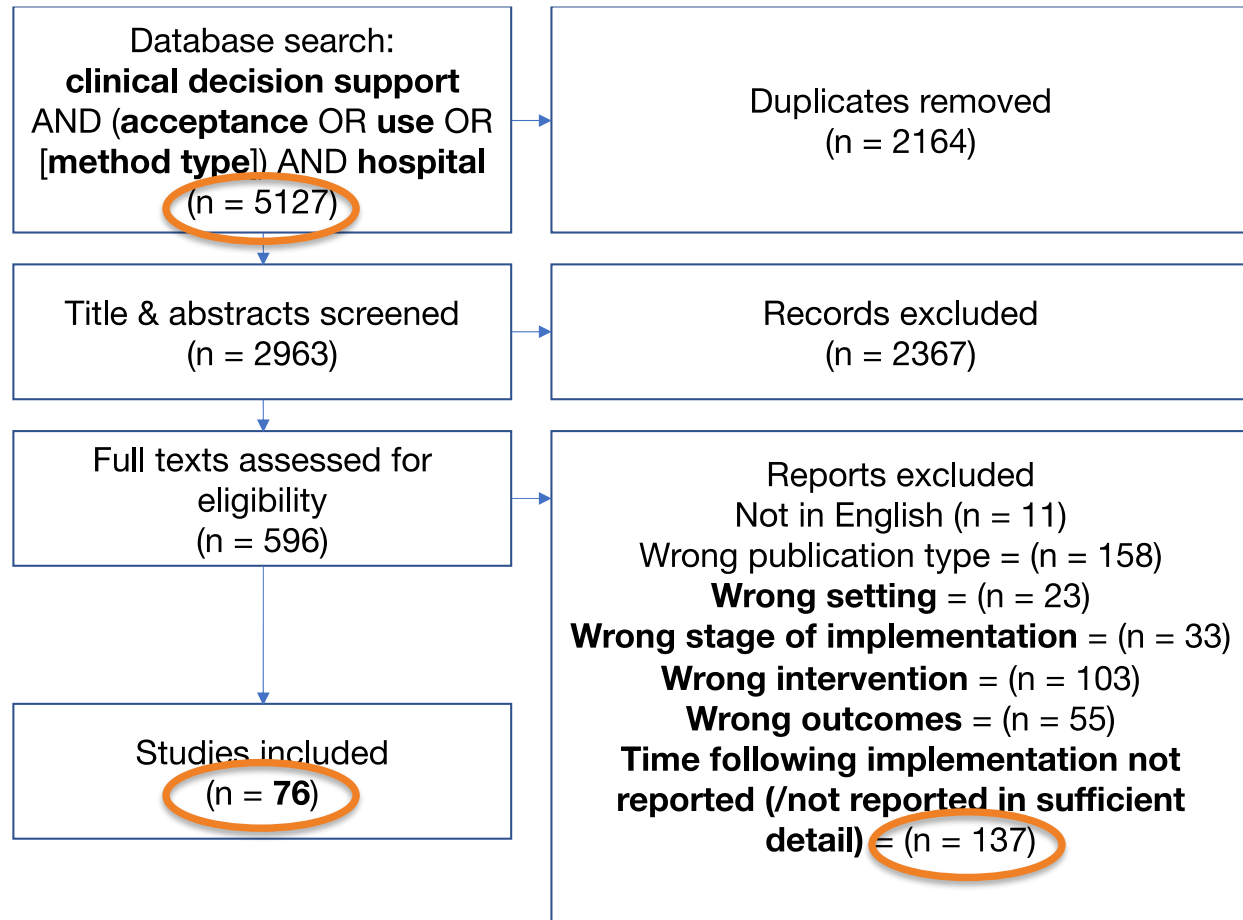 Database search:
clinical decision support
AND (acceptance OR use OR
[method type]) AND hospital
(n = 5127)
Duplicates removed
(n = 2164)
Title & abstracts screened
(n = 2963)
Records excluded
(n = 2367)
Full texts assessed for
eligibility
(n = 596)
Reports excluded
Not in English (n = 11)
Wrong publication type = (n = 158)
Wrong setting = (n = 23)
Wrong stage of implementation = (n = 33)
Wrong intervention = (n = 103)
Wrong outcomes = (n = 55)
Time following implementation not
reported (/not reported in sufficient
detail) = (n = 137)
Studies included
(n = 76)